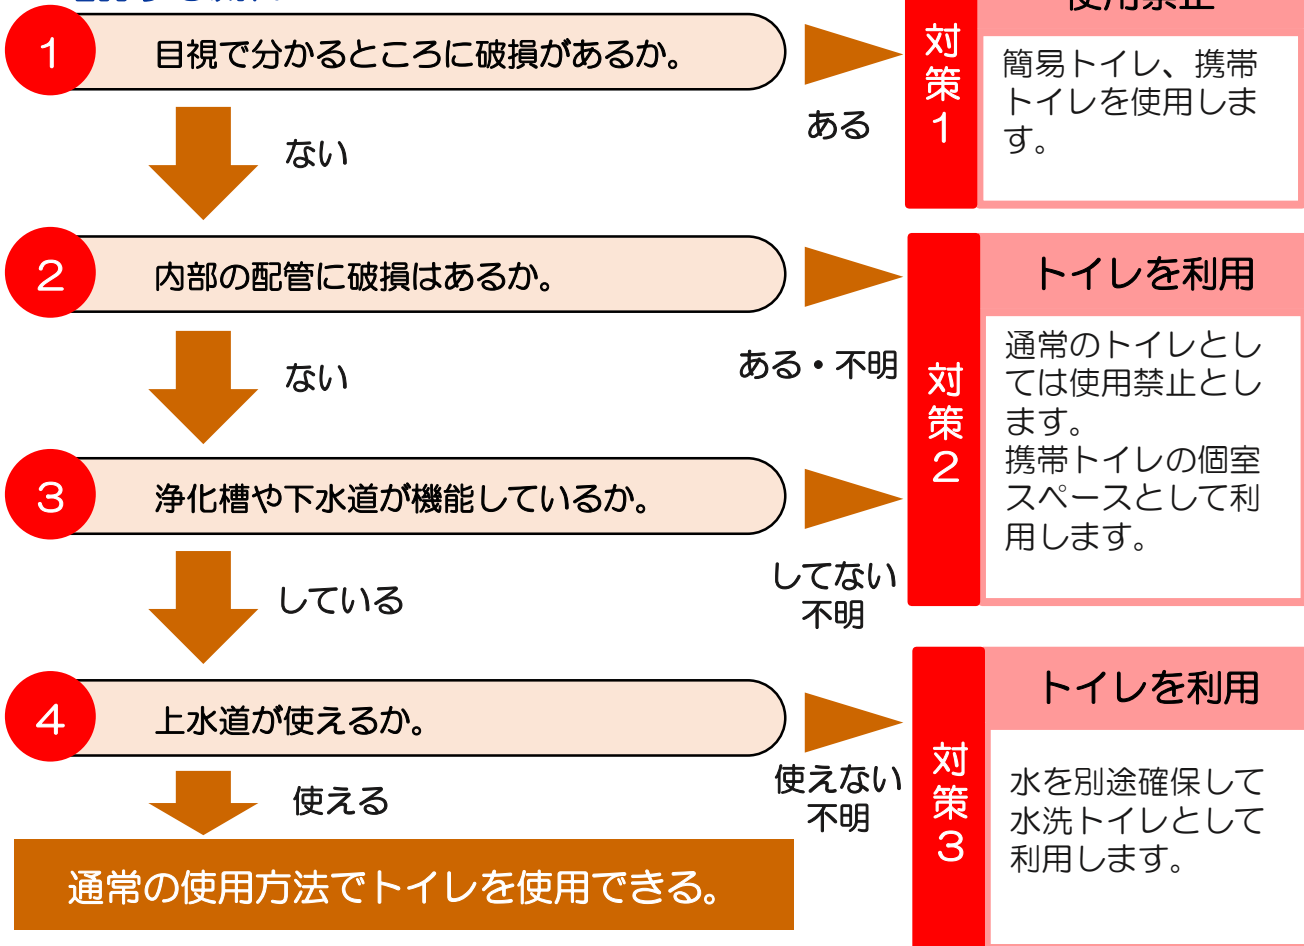 使用禁止
1
目視で分かるところに破損があるか。
ある
対策1
簡易トイレ、携帯
トイレを使用しま
す。
ない
2
内部の配管に破損はあるか。
ある・不明
ない
対策2
トイレを利用
通常のトイレとし
ては使用禁止とし
ます。
携帯トイレの個室
スペースとして利
用します。
3
浄化槽や下水道が機能しているか。
してない
不明
している
4
上水道が使えるか。
使えない
不明
使える
対策3
トイレを利用
水を別途確保して
水洗トイレとして
利用します。
通常の使用方法でトイレを使用できる。